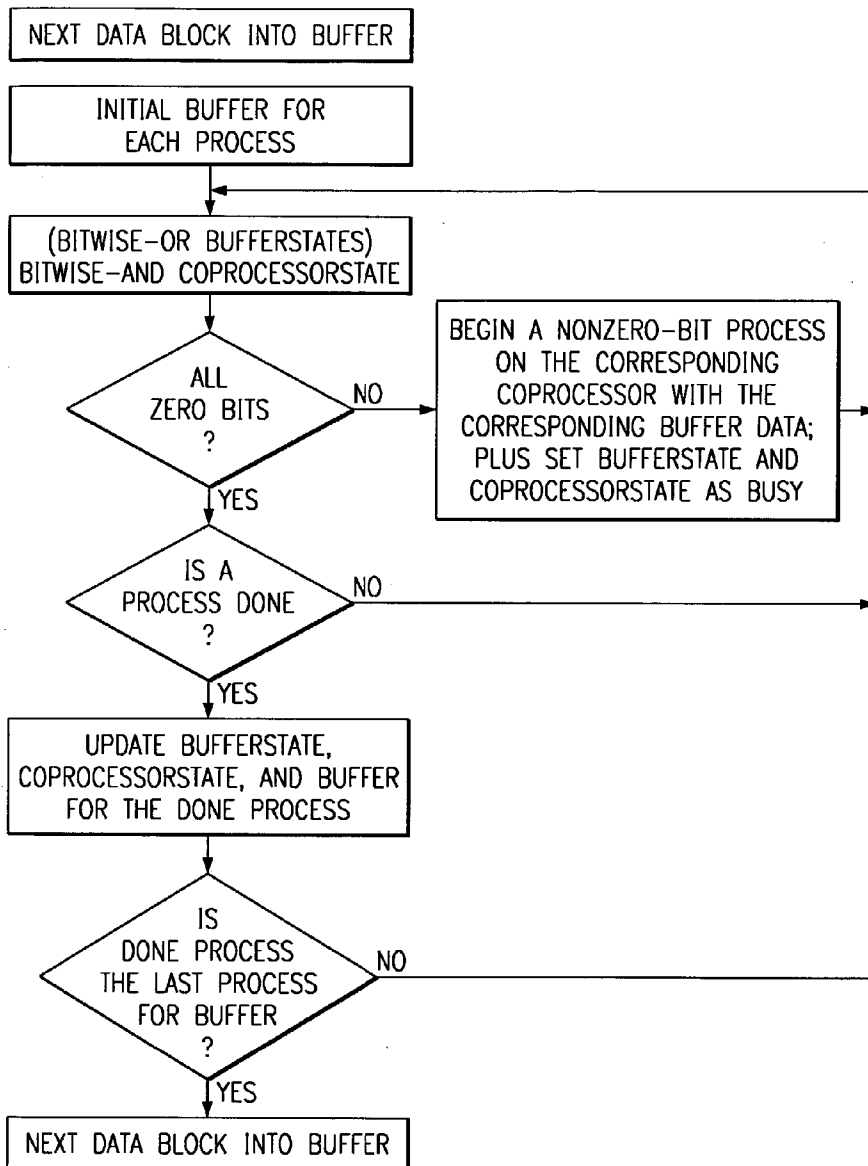 NEXT DATA BLOCK INTO BUFFER
INITIAL BUFFER FOR
EACH PROCESS
(BITWISE-OR BUFFERSTATES)
BITWISE-AND COPROCESSORSTATE
ALL
ZERO BITS
?
NO
YES
BEGIN A NONZERO-BIT PROCESS
ON THE CORRESPONDING
COPROCESSOR WITH THE
CORRESPONDING BUFFER DATA;
PLUS SET BUFFERSTATE AND
COPROCESSORSTATE AS BUSY
IS A
PROCESS DONE
?
NO
YES
UPDATE BUFFERSTATE,
COPROCESSORSTATE, AND BUFFER
FOR THE DONE PROCESS
IS
DONE PROCESS
THE LAST PROCESS
FOR BUFFER
?
NO
YES
NEXT DATA BLOCK INTO BUFFER